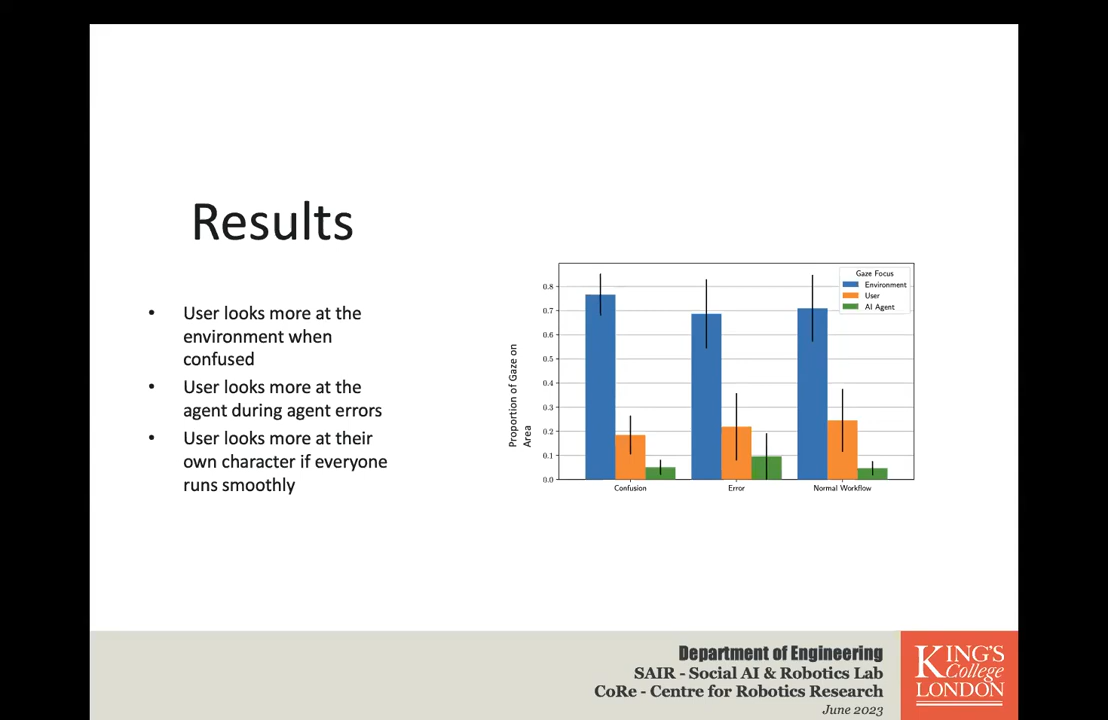 Results
• User looks more at the
environment when
confused
• User looks more at the
agent during agent errors
• User looks more at their
own character if everyone
runs smoothly
Proportion of Gaze on
Area
0.8
0.7
0.6
0.5
0.4
0.3
0.2
0.1
0.0
Gaze Focus
Environment
User
AI Agent
Confusion
Error
Normal Workflow
Department of Engineering
SAIR - Social AI & Robotics Lab
CoRe - Centre for Robotics Research
June 2023
KING'S
College
LONDON